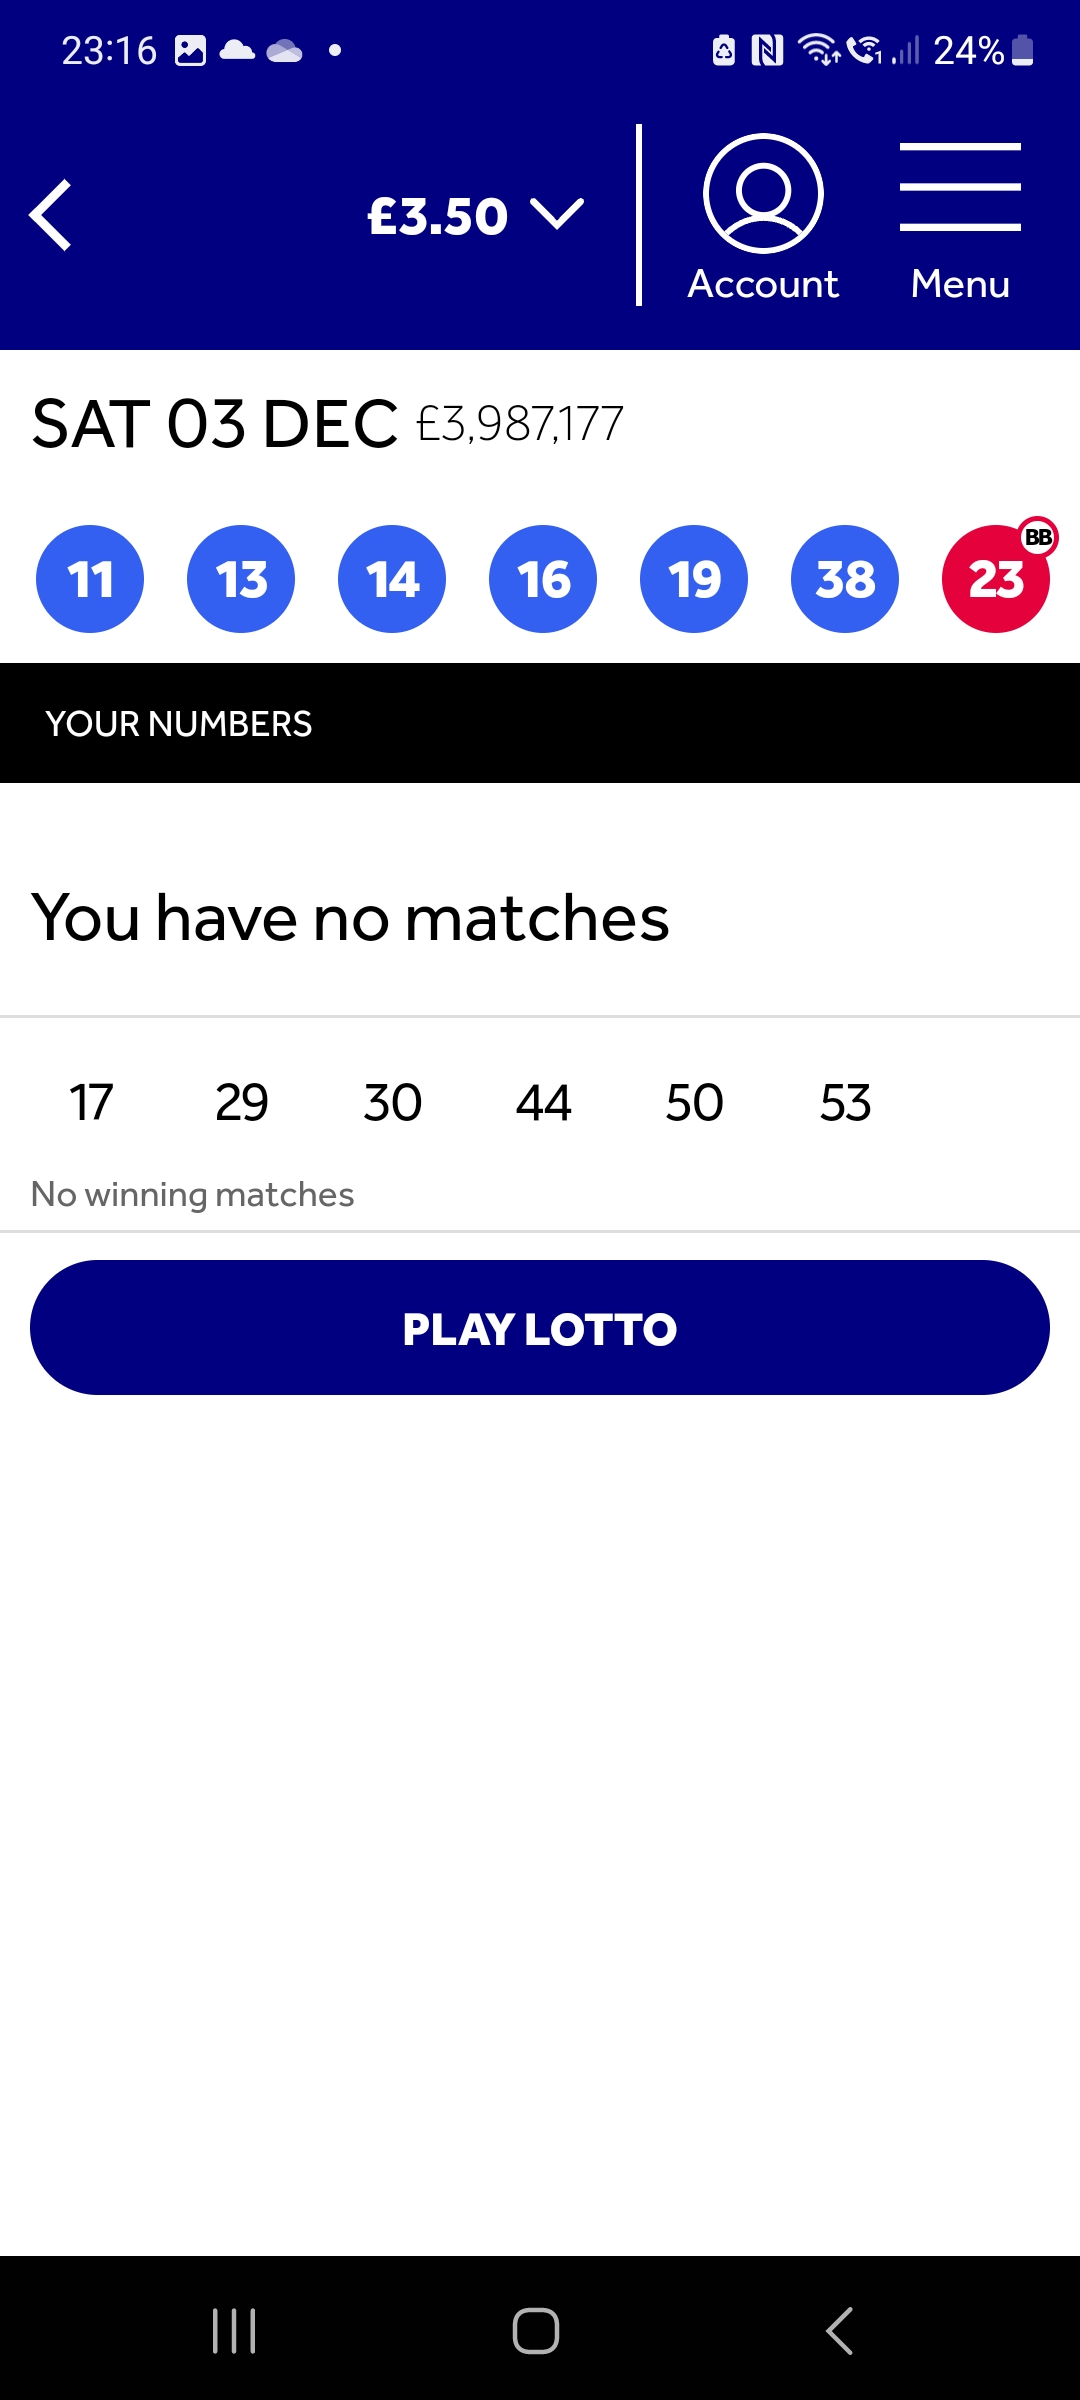 23:16 1 24%
£3.50
Account Menu
SAT 03 DEC £3,987,177
11 13 14 16 19 38 23 BB
YOUR NUMBERS
You have no matches
17 29 30 44 50 53
No winning matches
PLAY LOTTO